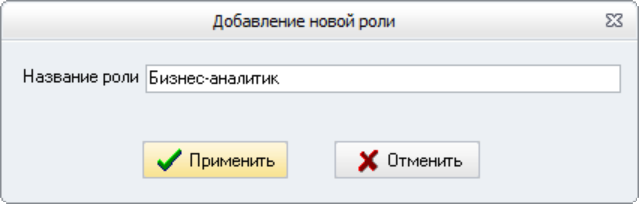 Добавление новой роли
Название роли Бизнес-аналитик
Применить Отменить